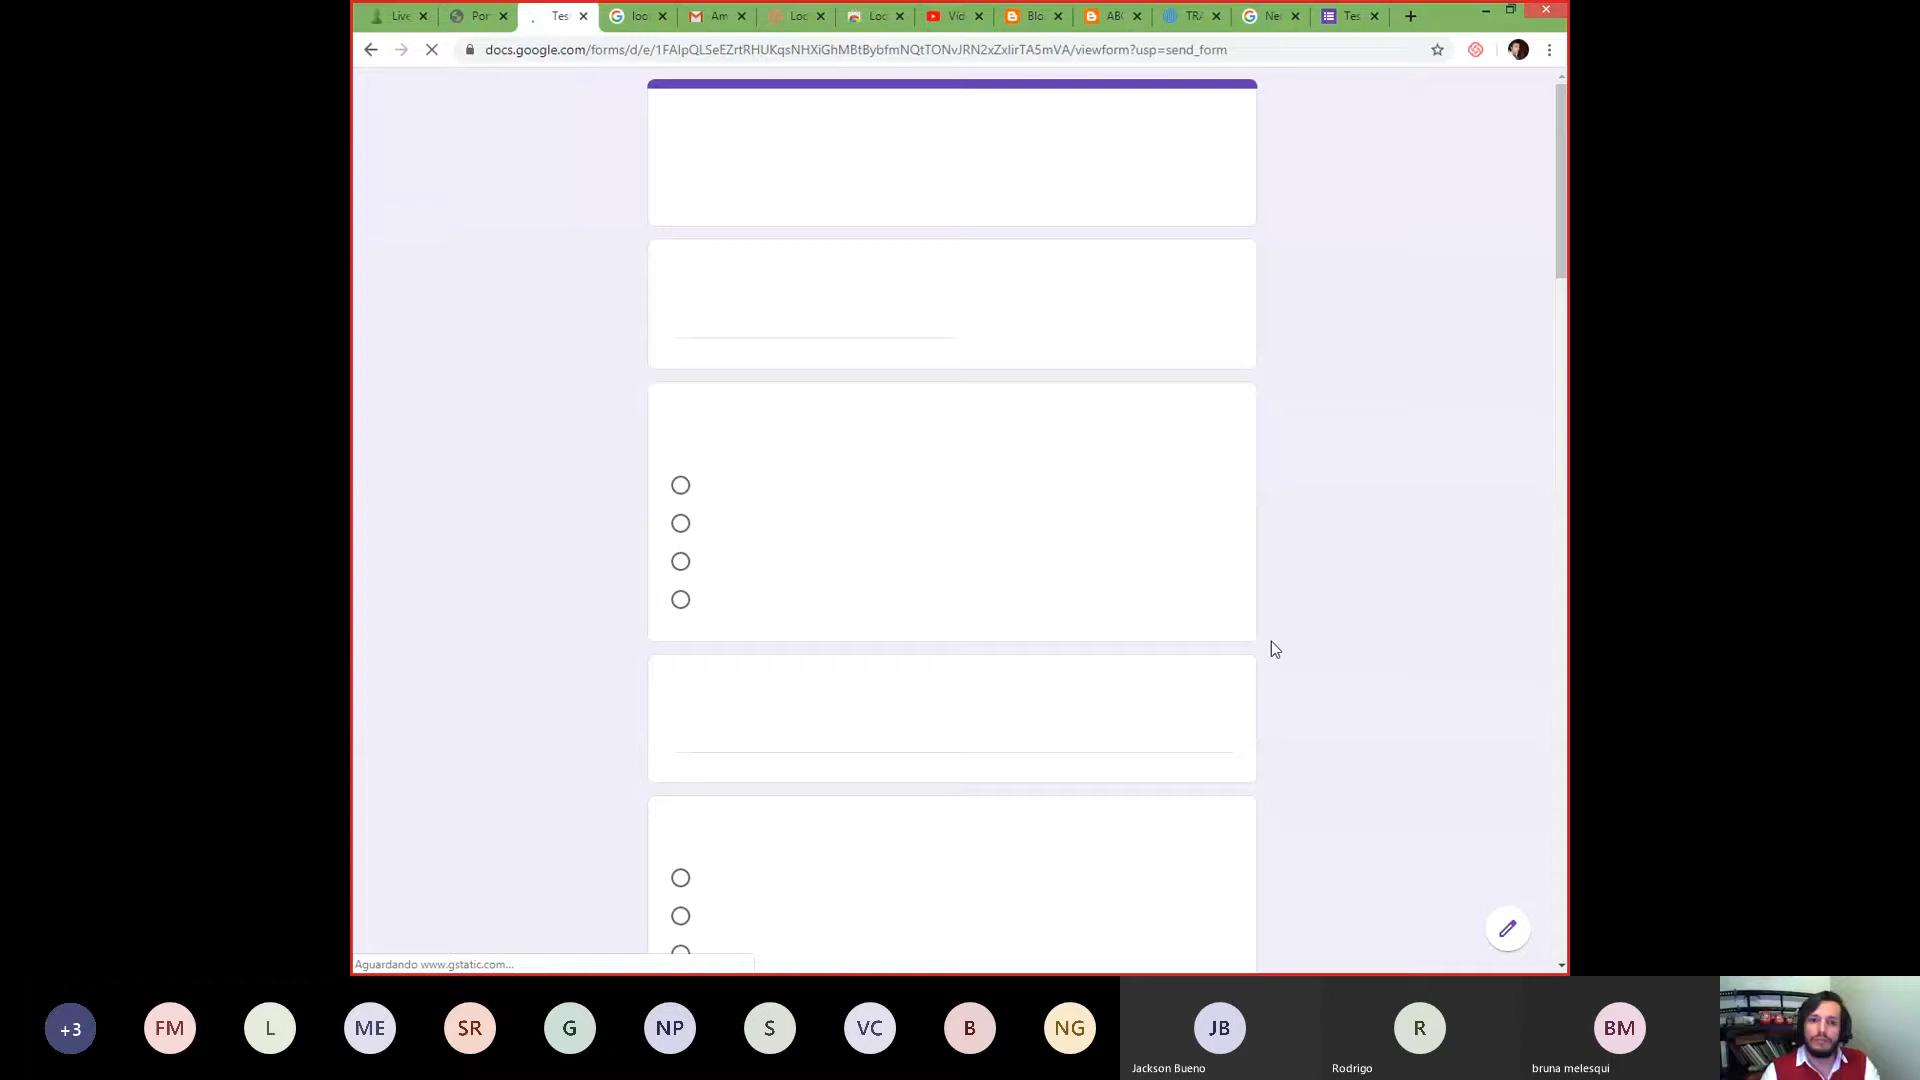 Live
Por
Tes
loo
Am
Loc
Loc
Víd
Blo
ABC
TRA
Ner
Tes
docs.google.com/forms/d/e/1FAIpQLSeEZrtRHUKqsNHXiGhMBtBybfmNQtTONvJRN2xZxlirTA5mVA/viewform?usp=send_form
Aguardando www.gstatic.com...
+3
FM
L
ME
SR
G
NP
S
VC
B
NG
JB
R
BM
Jackson Bueno
Rodrigo
bruna melesqui